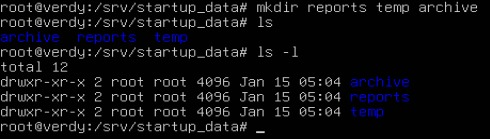 root@verdy:/srv/startup_data# mkdir reports temp archive
root@verdy:/srv/startup_data# ls
archive  reports  temp
root@verdy:/srv/startup_data# ls -l
total 12
drwxr-xr-x 2 root root 4096 Jan 15 05:04 archive
drwxr-xr-x 2 root root 4096 Jan 15 05:04 reports
drwxr-xr-x 2 root root 4096 Jan 15 05:04 temp
root@verdy:/srv/startup_data# _